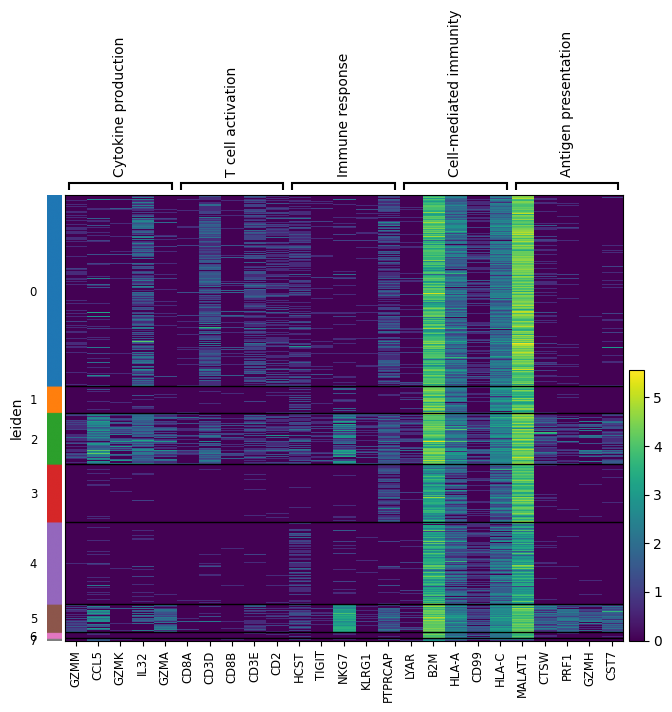 Cytokine production
T cell activation
Immune response
Cell-mediated immunity
Antigen presentation
leiden
0
1
2
3
4
5
6
7
5
4
3
2
1
0
GZMM
CCL5
GZMK
IL32
GZMA
CD8A
CD3D
CD8B
CD3E
CD2
HCST
TIGIT
NKG7
KLRG1
PTPRCAP
LYAR
B2M
HLA-A
CD99
HLA-C
MALAT1
CTSW
PRF1
GZMH
CST7